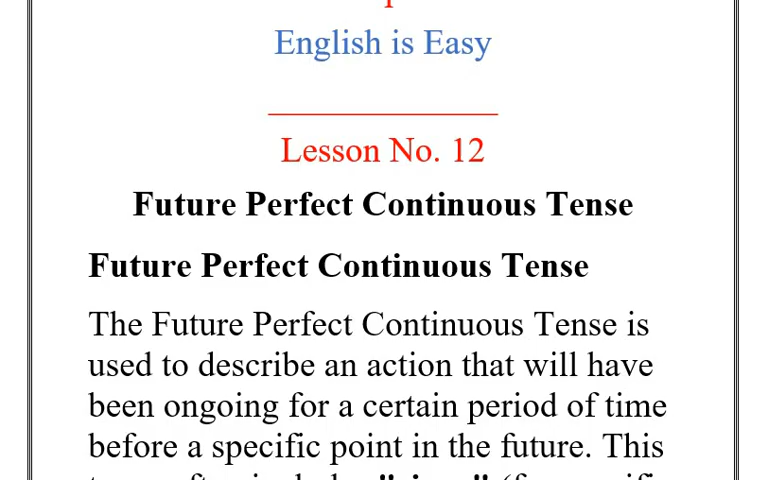 English is Easy
Lesson No. 12
Future Perfect Continuous Tense
Future Perfect Continuous Tense
The Future Perfect Continuous Tense is
used to describe an action that will have
been ongoing for a certain period of time
before a specific point in the future. This